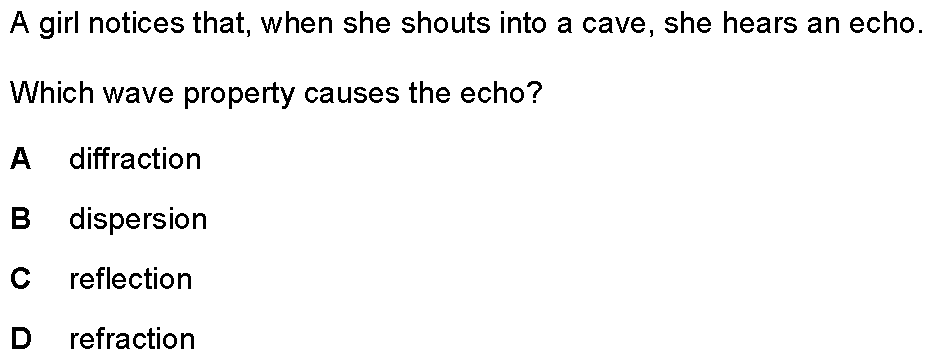 A girl notices that, when she shouts into a cave, she hears an echo.
Which wave property causes the echo?
A diffraction
B dispersion
C reflection
D refraction